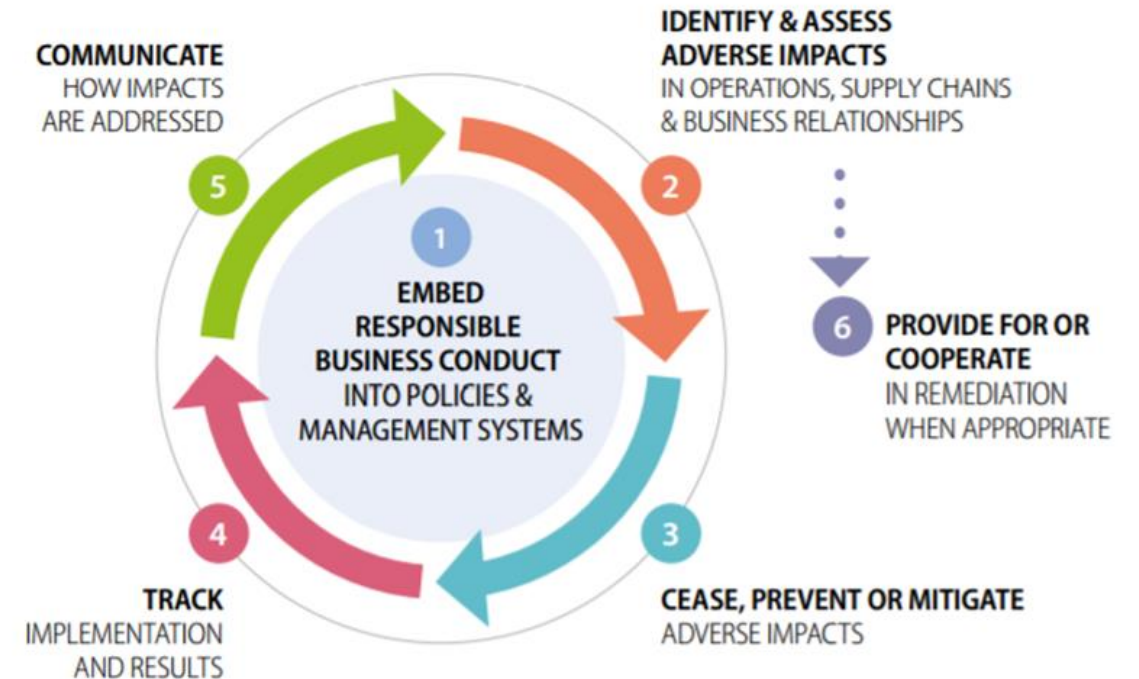 1
EMBED
RESPONSIBLE
BUSINESS CONDUCT
INTO POLICIES &
MANAGEMENT SYSTEMS
2
IDENTIFY & ASSESS
ADVERSE IMPACTS
IN OPERATIONS, SUPPLY CHAINS
& BUSINESS RELATIONSHIPS
3
CEASE, PREVENT OR MITIGATE
ADVERSE IMPACTS
4
TRACK
IMPLEMENTATION
AND RESULTS
5
COMMUNICATE
HOW IMPACTS
ARE ADDRESSED
6
PROVIDE FOR OR
COOPERATE
IN REMEDIATION
WHEN APPROPRIATE